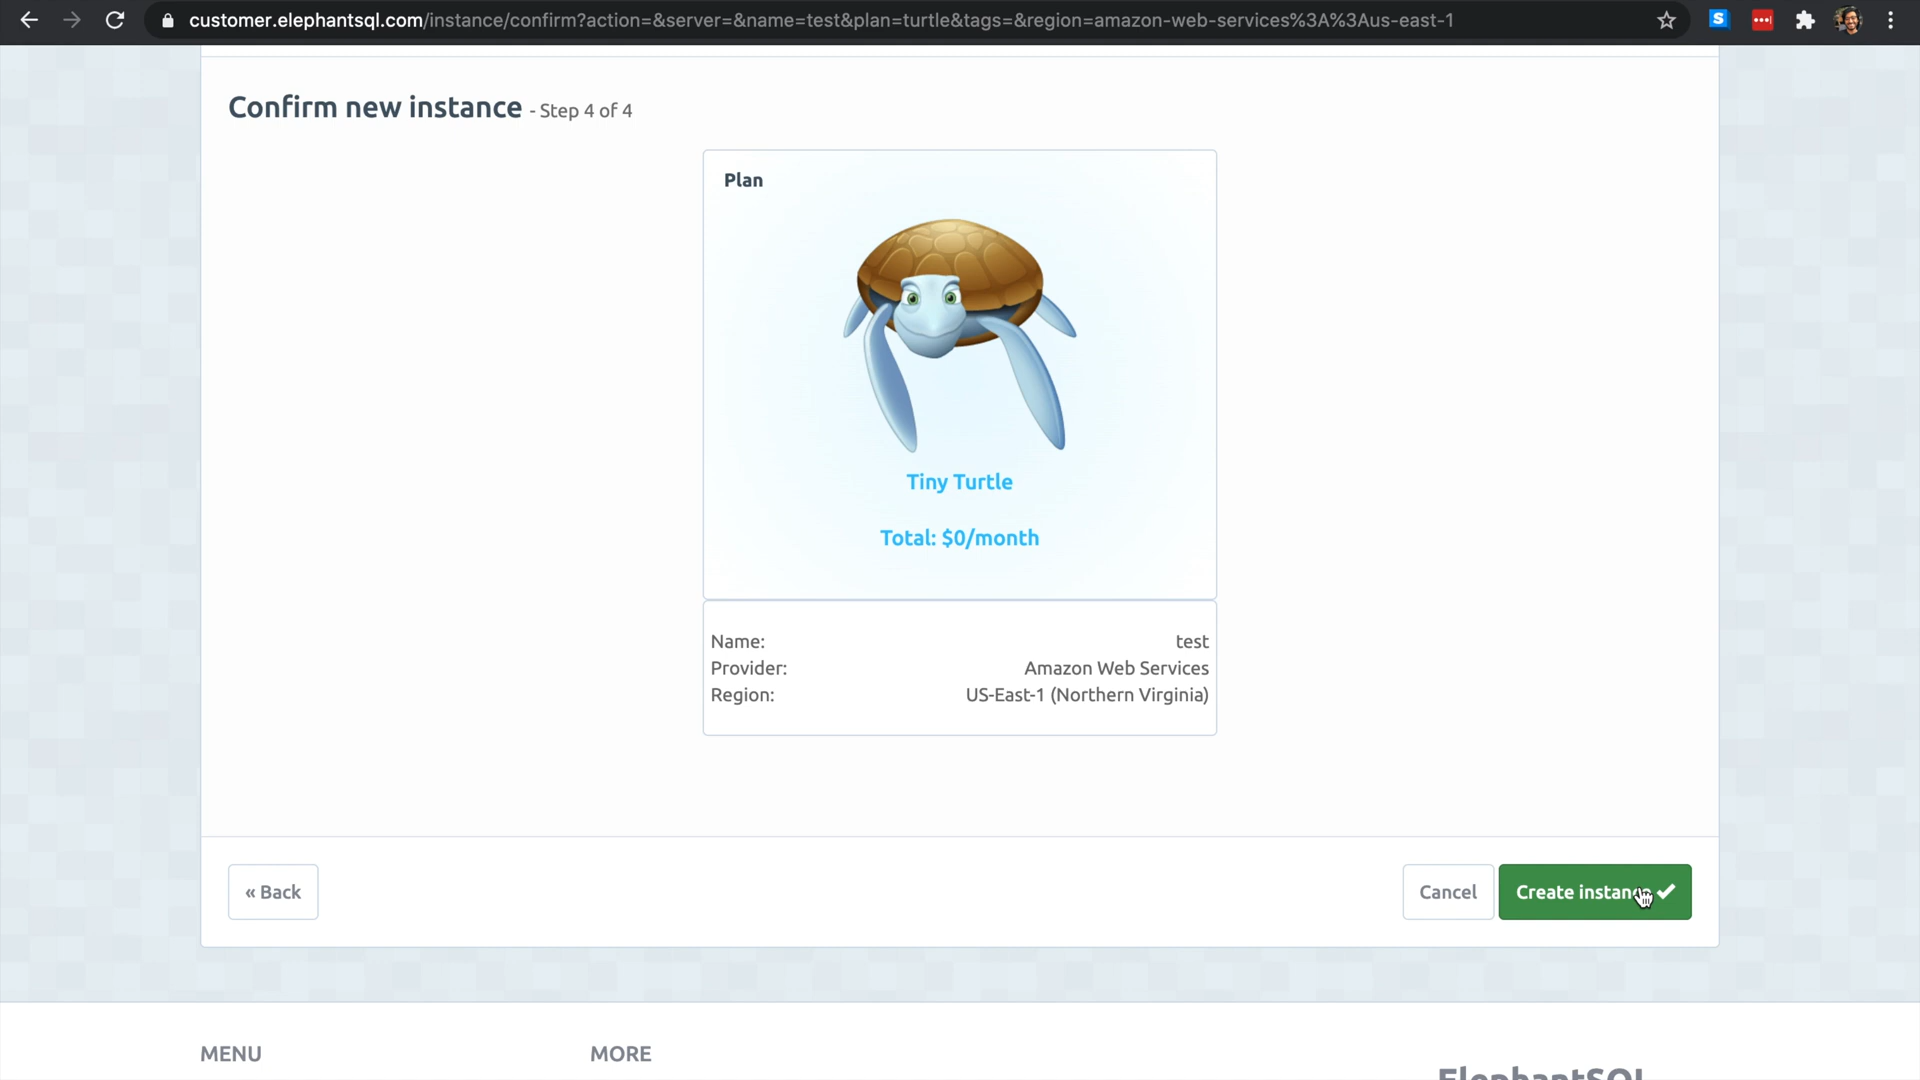 customer.elephantsql.com/instance/confirm?action=&server=&name=test&plan=turtle&tags=&region=amazon-web-services%3A%3Aus-east-1
S
Confirm new instance - Step 4 of 4
Plan
Tiny Turtle
Total: $0/month
Name: test
Provider: Amazon Web Services
Region: US-East-1 (Northern Virginia)
« Back
Cancel
Create instance
MENU
MORE
ElephantSQL